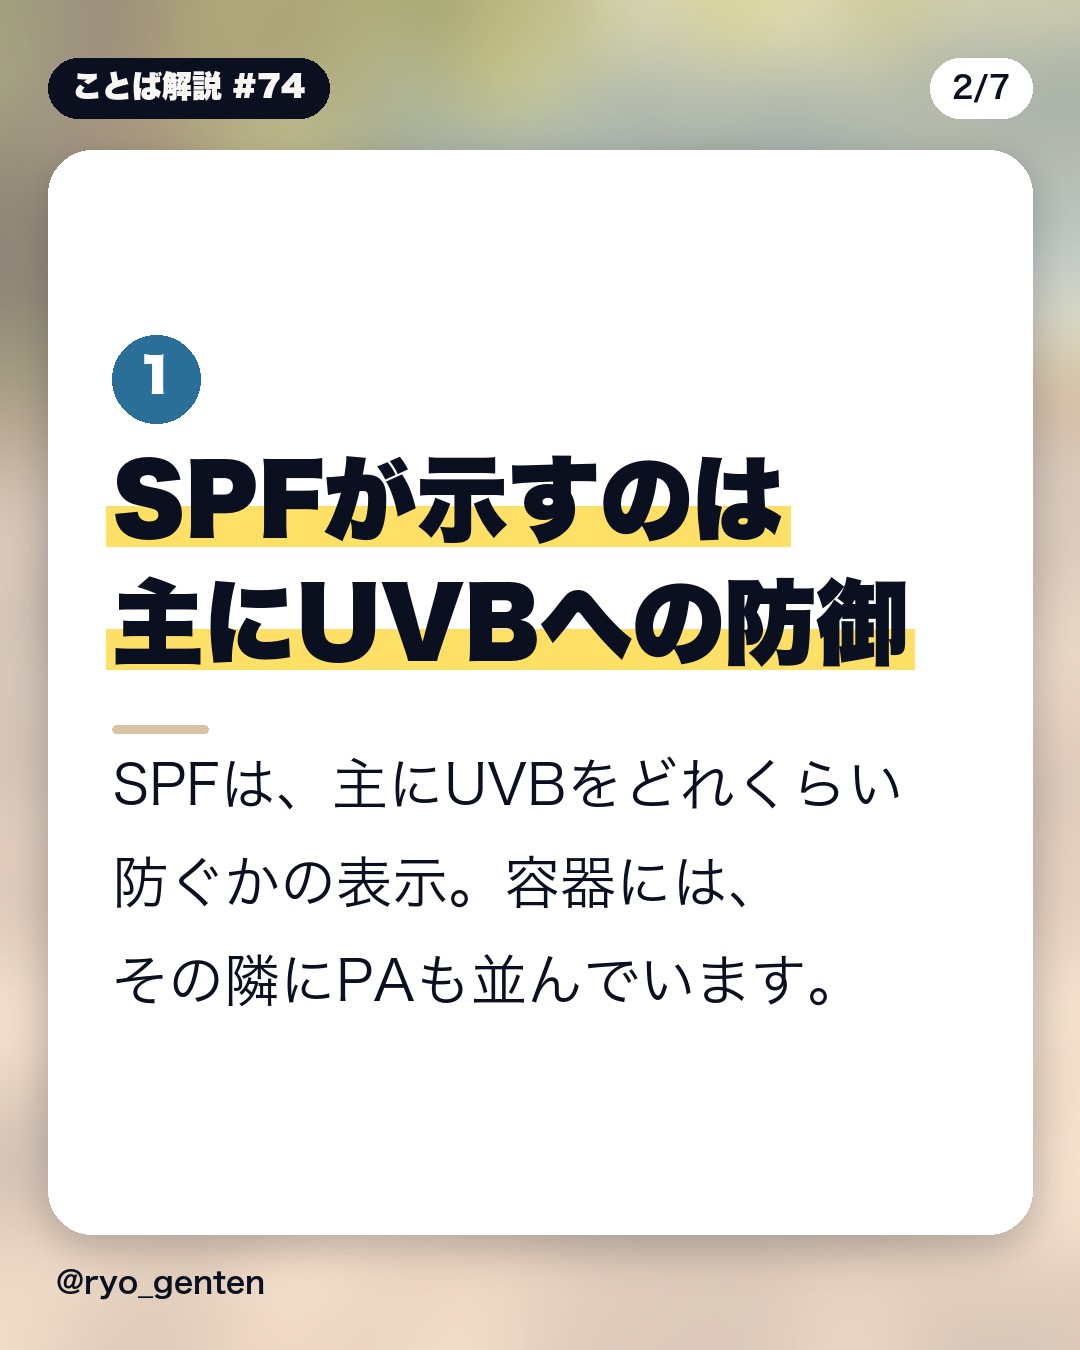 ことば解説 #74
2/7
1
SPFが示すのは
主にUVBへの防御
SPFは、主にUVBをどれくらい
防ぐかの表示。容器には、
その隣にPAも並んでいます。
@ryo_genten